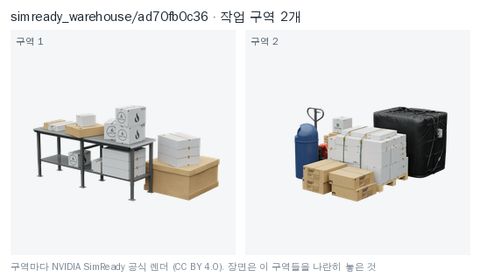 simready_warehouse/ad70fb0c36 · 작업 구역 2개
구역 1
구역 2
구역마다 NVIDIA SimReady 공식 렌더 (CC BY 4.0). 장면은 이 구역들을 나란히 놓은 것